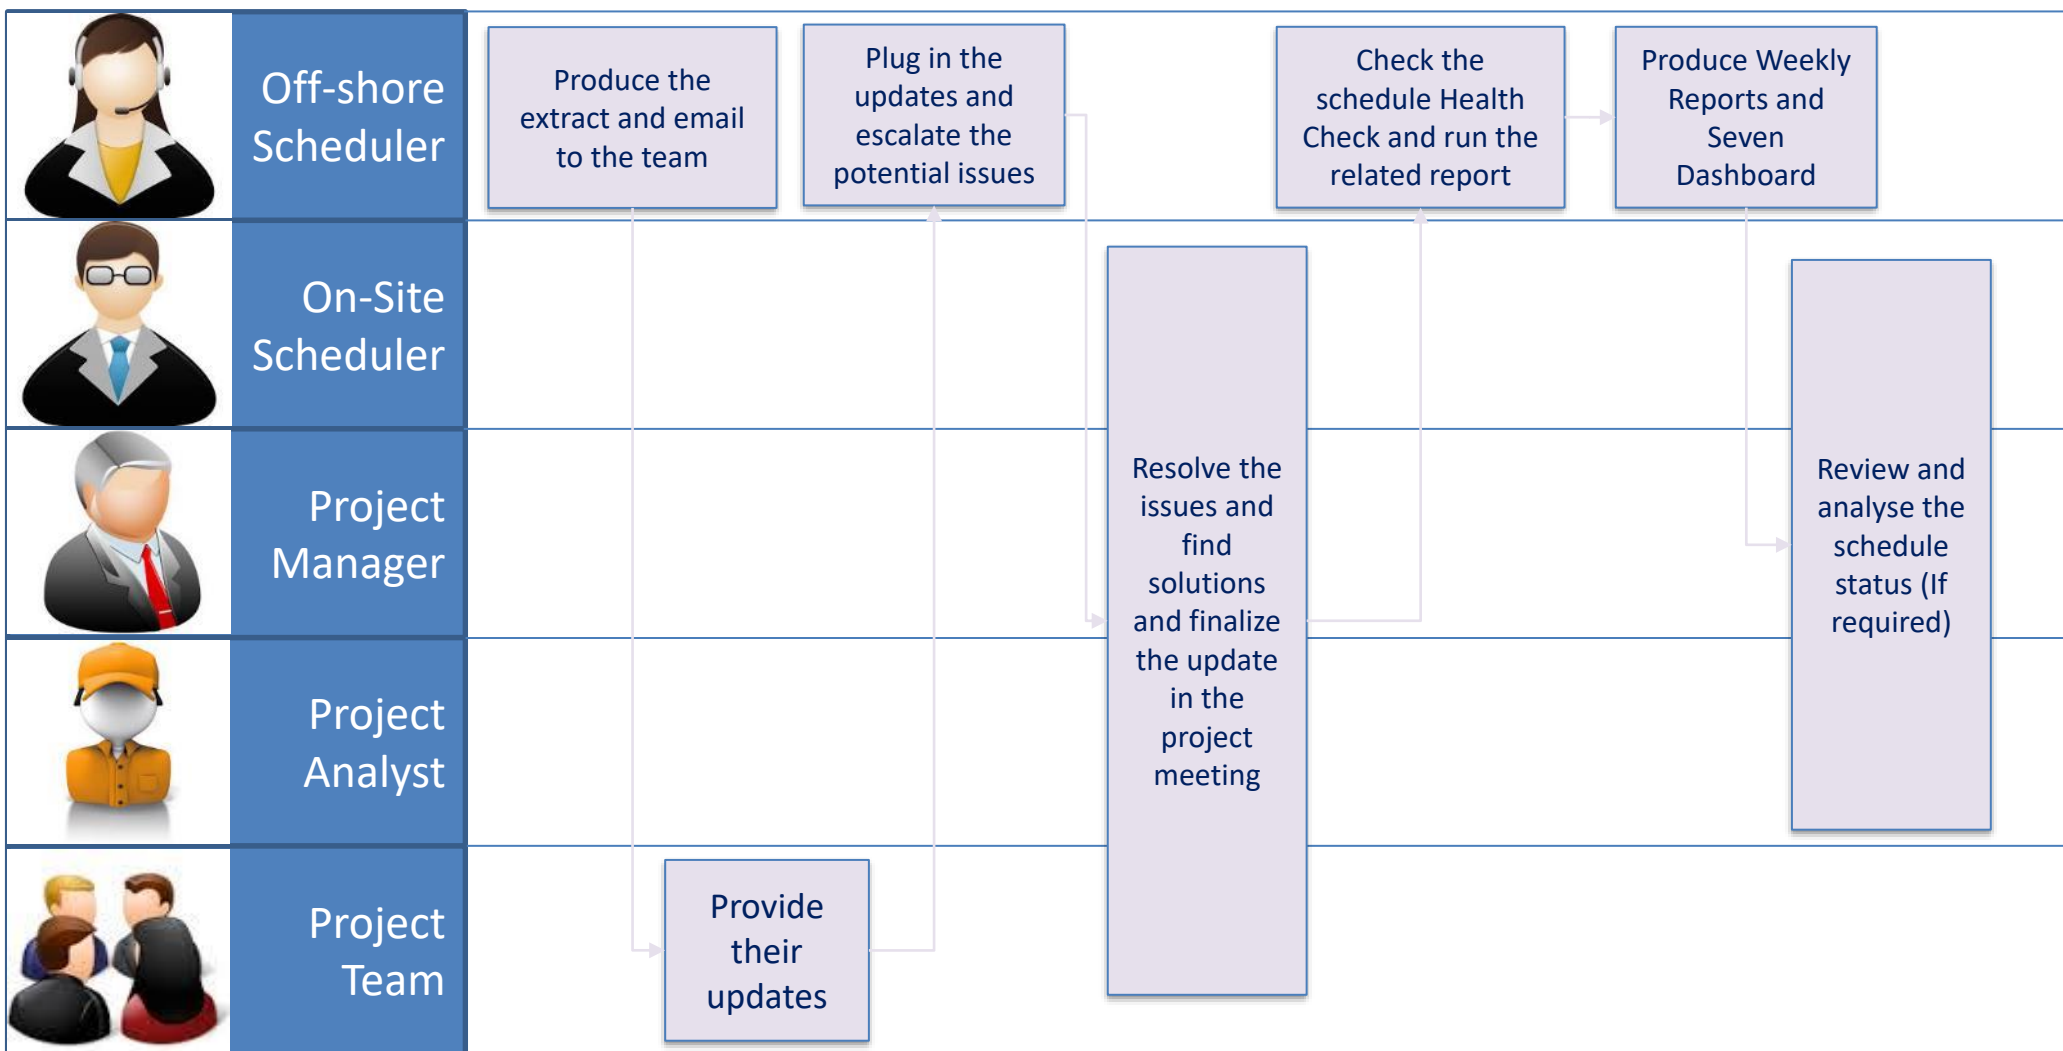 Off-shore
Scheduler
Produce the
extract and email
to the team
Plug in the
updates and
escalate the
potential issues
Check the
schedule Health
Check and run the
related report
Produce Weekly
Reports and
Seven
Dashboard
On-Site
Scheduler
Project
Manager
Resolve the
issues and
find
solutions
and finalize
the update
in the
project
meeting
Review and
analyse the
schedule
status (If
required)
Project
Analyst
Project
Team
Provide
their
updates